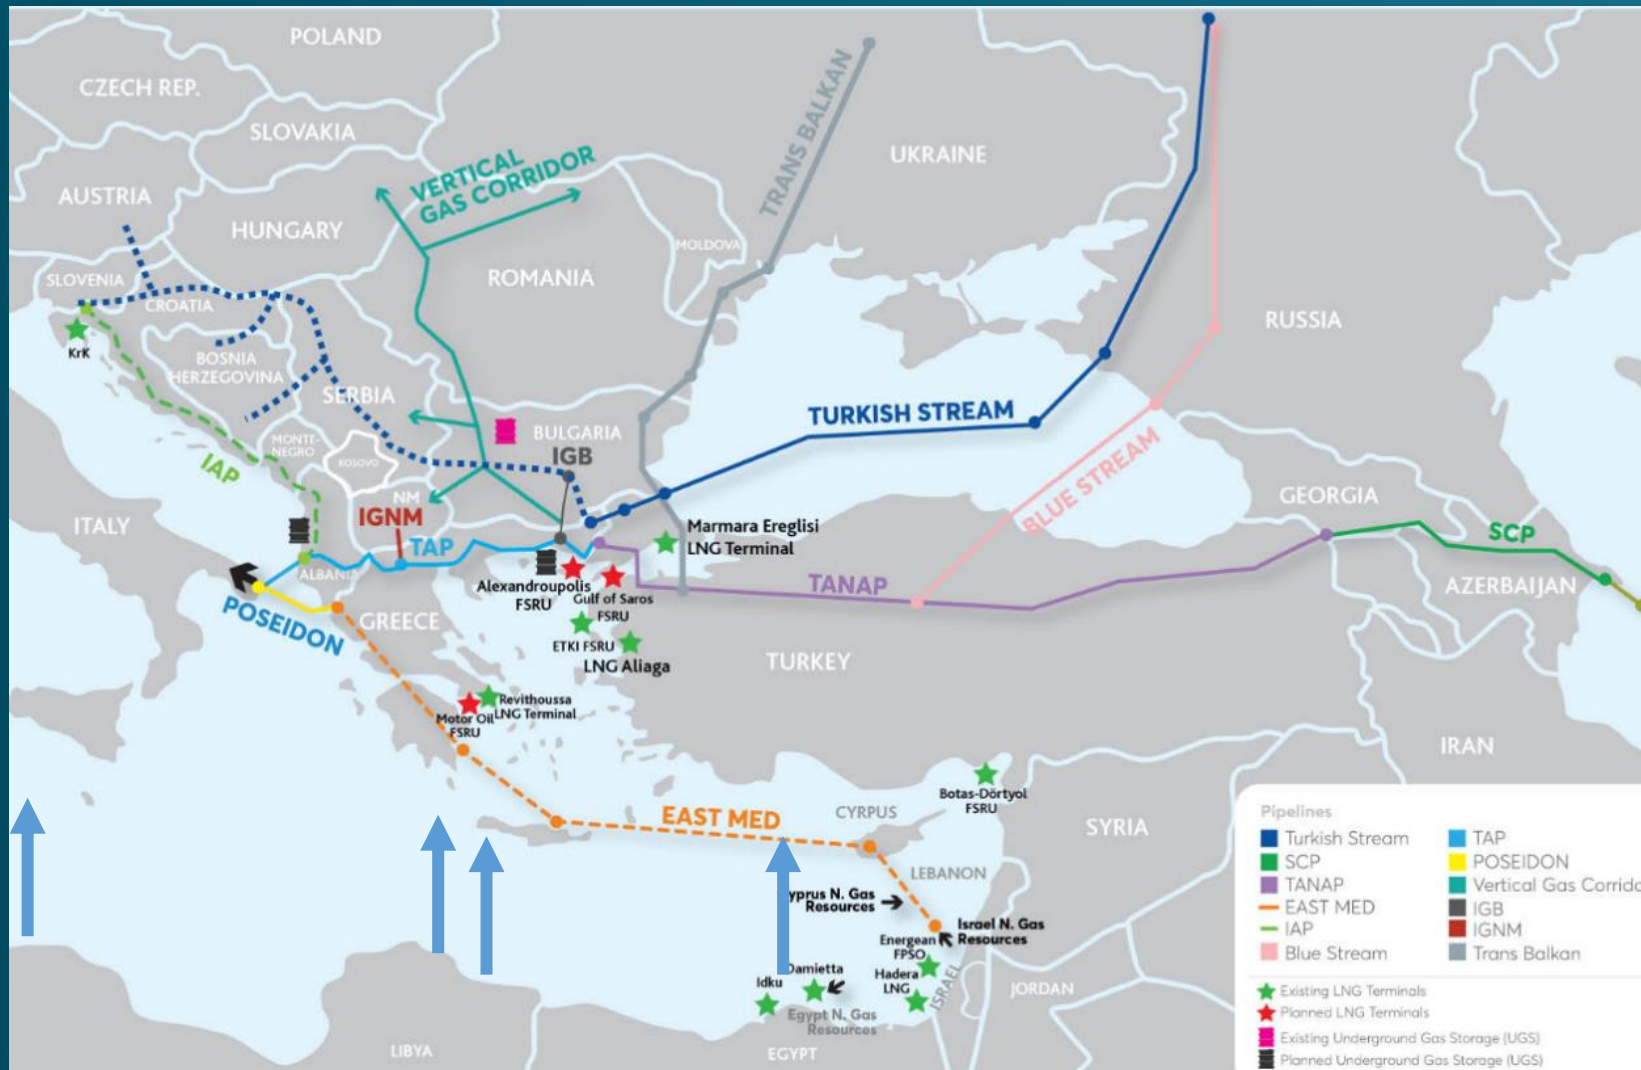 POLAND
CZECH REP.
SLOVAKIA
AUSTRIA
HUNGARY
VERTICAL
GAS CORRIDOR
TRANS BALKAN
UKRAINE
MOLDOVA
ROMANIA
SLOVENIA
CROATIA
KrK
BOSNIA
HERZEGOVINA
SERBIA
RUSSIA
TURKISH STREAM
BLUE STREAM
BULGARIA
IGB
MONTE-
NEGRO
KOSOVO
IAP
NM
IGNM
ITALY
TAP
ALBANIA
GEORGIA
SCP
AZERBAIJAN
Marmara Ereglisi
LNG Terminal
TANAP
Alexandroupolis
FSRU
Gulf of Saros
FSRU
POSEIDON
GREECE
ETKI FSRU
LNG Aliaga
TURKEY
Revithoussa
LNG Terminal
Motor Oil
FSRU
IRAN
Botas-Dörtyol
FSRU
EAST MED
CYRPUS
SYRIA
LEBANON
yprus N. Gas
Resources
Israel N. Gas
Resources
Energean
FPSO
Hadera
LNG
ISRAEL
JORDAN
Idku
Damietta
Egypt N. Gas
Resources
LIBYA
EGYPT
Pipelines
Turkish Stream
SCP
TANAP
EAST MED
IAP
Blue Stream
TAP
POSEIDON
Vertical Gas Corrido
IGB
IGNM
Trans Balkan
Existing LNG Terminals
Planned LNG Terminals
Existing Underground Gas Storage (UGS)
Planned Underground Gas Storage (UGS)